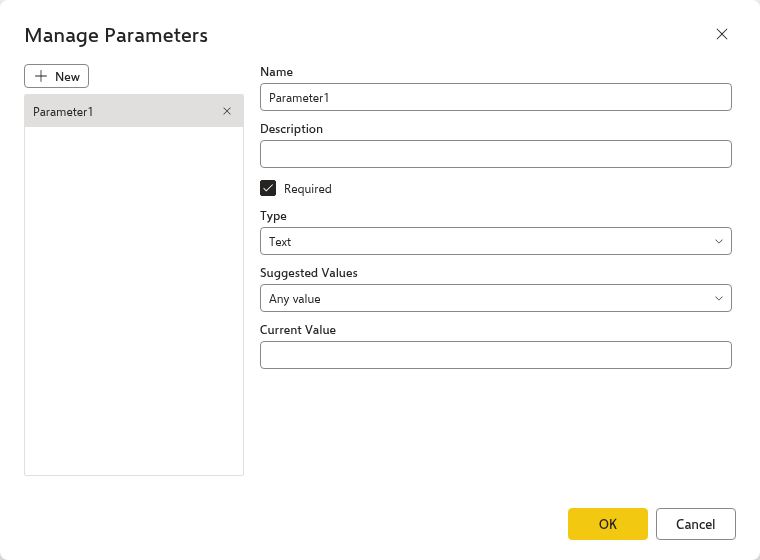 Manage Parameters
New
Parameter1
Name
Parameter1
Description
Required
Type
Text
Suggested Values
Any value
Current Value
OK
Cancel